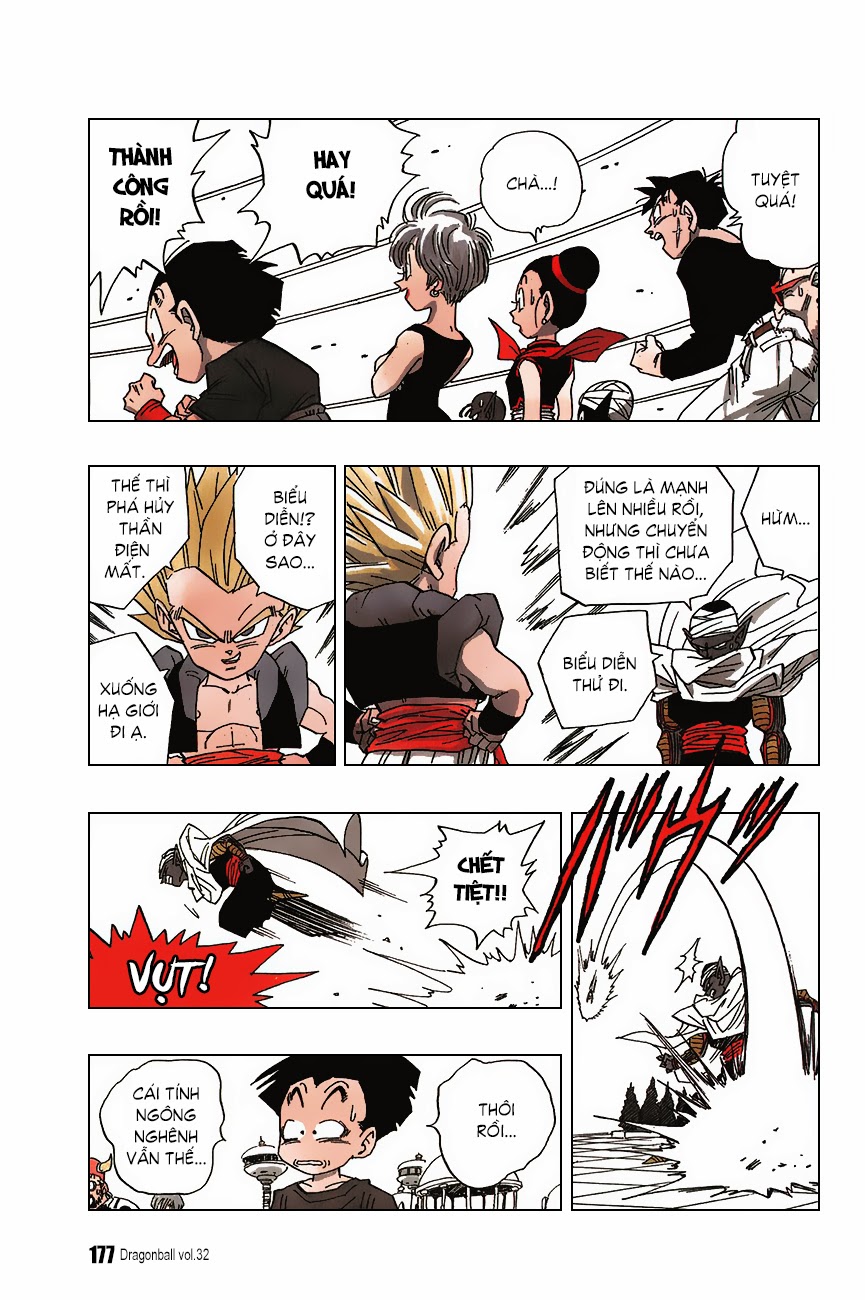 TUYỆT
QUÁ!
CHÀ...!
HAY
QUÁ!
THÀNH
CÔNG
RỒI!
HỪM...
ĐÚNG LÀ MẠNH
LÊN NHIỀU RỒI,
NHƯNG CHUYỂN
ĐỘNG THÌ CHƯA
BIẾT THẾ NÀO...
BIỂU DIỄN
THỬ ĐI.
BIỂU
DIỄN!?
Ở ĐÂY
SAO...
THẾ THÌ
PHÁ HỦY
THẦN
ĐIỆN
MẤT.
XUỐNG
HẠ GIỚI
ĐI Ạ.
バウッ
CHẾT
TIỆT!!
VỤT!
THÔI
RỒI...
CÁI TÍNH
NGÔNG
NGHÊNH
VẪN THẾ...
177 Dragonball vol.32